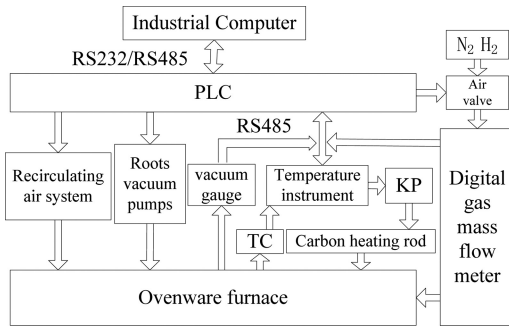 Industrial Computer
RS232/RS485
N₂ H₂
PLC
Air
valve
RS485
Recirculating
air system
Roots
vacuum
pumps
vacuum
gauge
Temperature
instrument
KP
Digital
gas
mass
flow
meter
TC
Carbon heating rod
Ovenware furnace